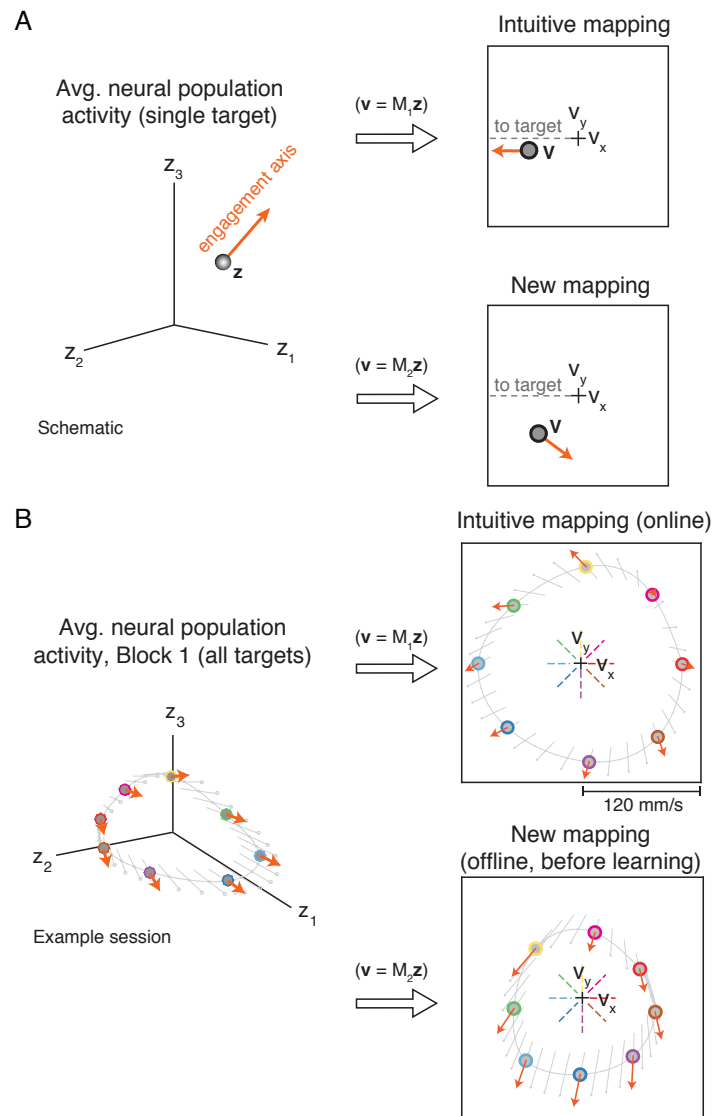 A
Intuitive mapping
Avg. neural population
activity (single target)
(v = M₁z)
engagement axis
Z₃
z
Z₂
Z₁
to target
Vy
Vx
V
New mapping
(v = M₂z)
to target
Vy
Vx
V
Schematic
B
Intuitive mapping (online)
Avg. neural population
activity, Block 1 (all targets)
(v = M₁z)
Vy
Vx
Z₃
Z₂
Z₁
120 mm/s
New mapping
(offline, before learning)
Example session
(v = M₂z)
Vy
Vx